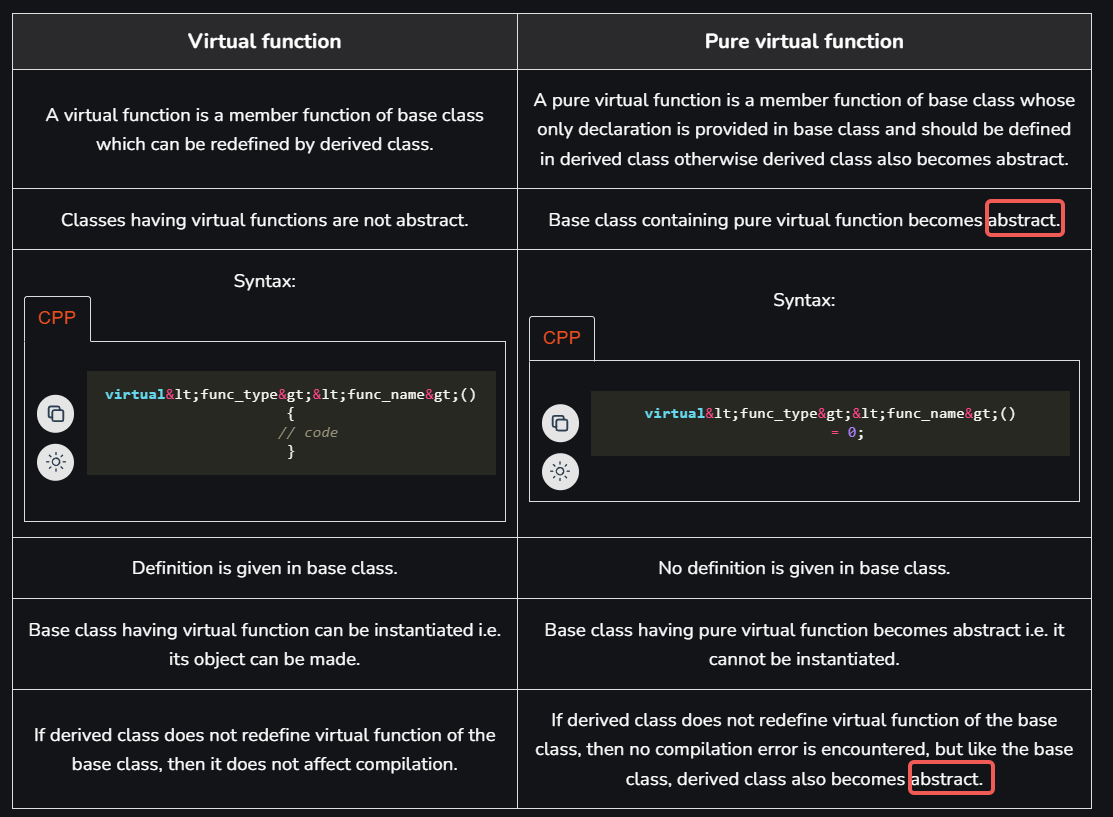 Virtual function
Pure virtual function
A virtual function is a member function of base class
which can be redefined by derived class.
A pure virtual function is a member function of base class whose
only declaration is provided in base class and should be defined
in derived class otherwise derived class also becomes abstract.
Classes having virtual functions are not abstract.
Base class containing pure virtual function becomes abstract.
Syntax:
CPP
virtual&lt;func_type&gt;&lt;func_name&gt;()
{
// code
}
Syntax:
CPP
virtual&lt;func_type&gt;&lt;func_name&gt;()
= 0;
Definition is given in base class.
No definition is given in base class.
Base class having virtual function can be instantiated i.e.
its object can be made.
Base class having pure virtual function becomes abstract i.e. it
cannot be instantiated.
If derived class does not redefine virtual function of the
base class, then it does not affect compilation.
If derived class does not redefine virtual function of the base
class, then no compilation error is encountered, but like the base
class, derived class also becomes abstract.